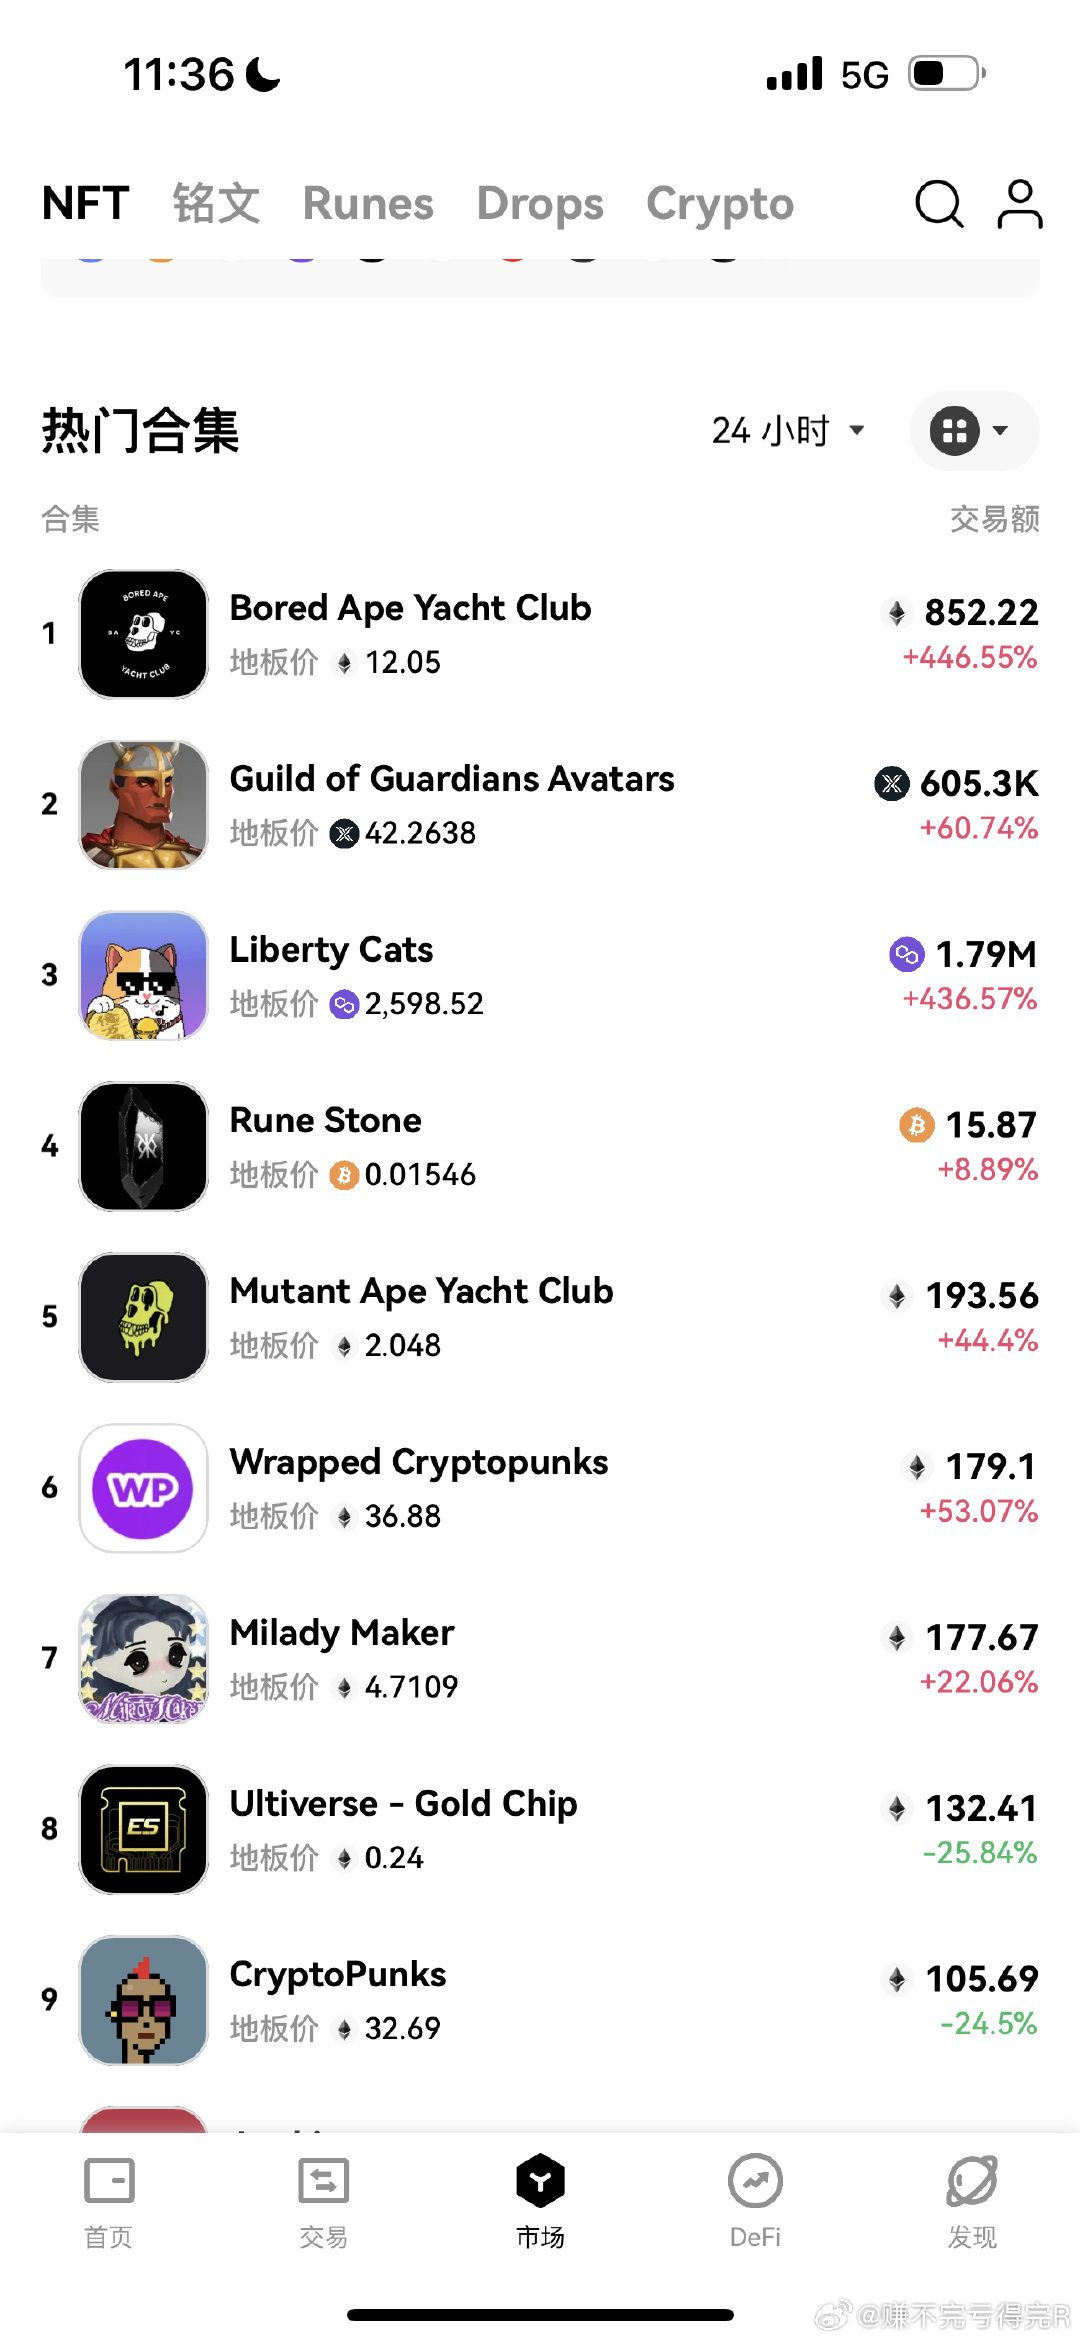 11:36 5G
NFT 铭文 Runes Drops Crypto
热门合集 24 小时
合集 交易额
1 BORED APE BA YC YACHT CLUB Bored Ape Yacht Club 852.22
地板价 12.05 +446.55%
2 Guild of Guardians Avatars 605.3K
地板价 42.2638 +60.74%
3 Liberty Cats 1.79M
地板价 2,598.52 +436.57%
4 Rune Stone 15.87
地板价 0.01546 +8.89%
5 Mutant Ape Yacht Club 193.56
地板价 2.048 +44.4%
6 WP Wrapped Cryptopunks 179.1
地板价 36.88 +53.07%
7 Milady Maker 177.67
地板价 4.7109 +22.06%
8 ES Ultiverse - Gold Chip 132.41
地板价 0.24 -25.84%
9 CryptoPunks 105.69
地板价 32.69 -24.5%
首页 交易 市场 DeFi 发现
@赚不完亏得完R